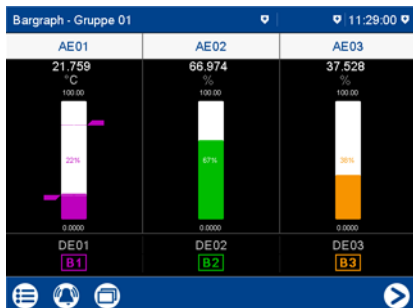 Bargraph - Gruppe 01 11:29:00
AE01 AE02 AE03
21.759 66.974 37.528
°C % %
100.00 100.00 100.00
22% 67% 38%
0.0000 0.0000 0.0000
DE01 DE02 DE03
B1 B2 B3